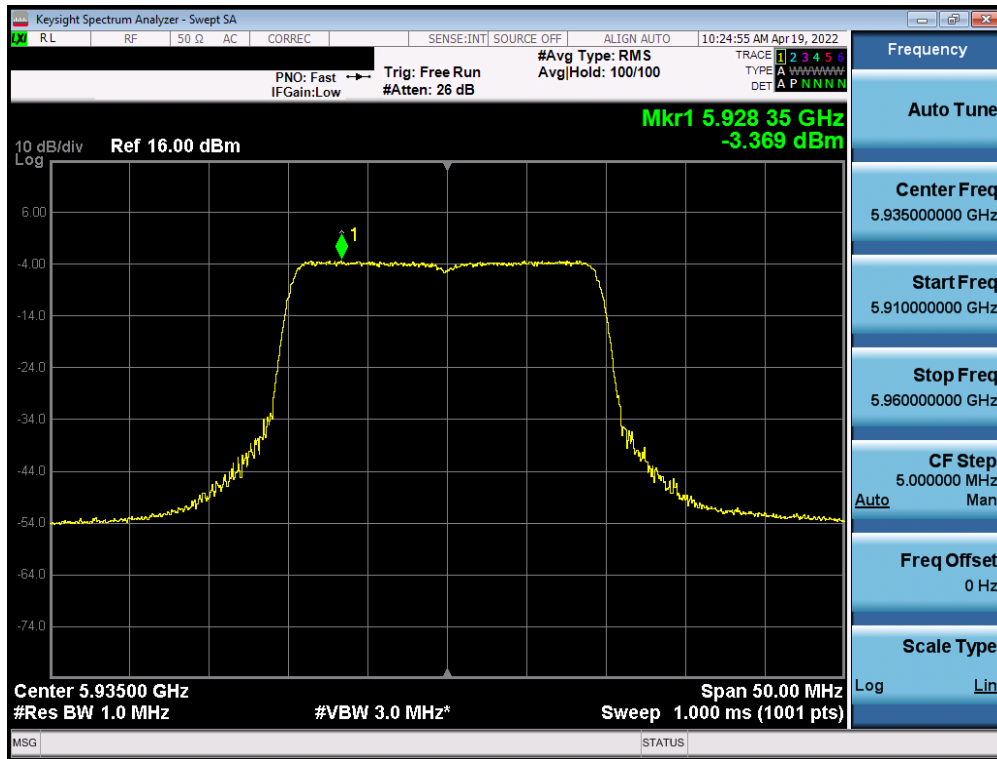 Keysight Spectrum Analyzer - Swept SA
LXI RL RF 50 Ω AC CORREC SENSE:INT SOURCE OFF ALIGN AUTO 10:24:55 AM Apr 19, 2022
PNO: Fast
IFGain:Low
Trig: Free Run
#Atten: 26 dB
#Avg Type: RMS
Avg|Hold: 100/100
TRACE 1 2 3 4 5 6
TYPE A WWWWW
DET A P N N N N
Mkr1 5.928 35 GHz
-3.369 dBm
10 dB/div Ref 16.00 dBm
Log
1
6.00
-4.00
-14.0
-24.0
-34.0
-44.0
-54.0
-64.0
-74.0
Center 5.93500 GHz Span 50.00 MHz
#Res BW 1.0 MHz #VBW 3.0 MHz* Sweep 1.000 ms (1001 pts)
MSG STATUS
Frequency
Auto Tune
Center Freq
5.935000000 GHz
Start Freq
5.910000000 GHz
Stop Freq
5.960000000 GHz
CF Step
5.000000 MHz
Auto Man
Freq Offset
0 Hz
Scale Type
Log Lin